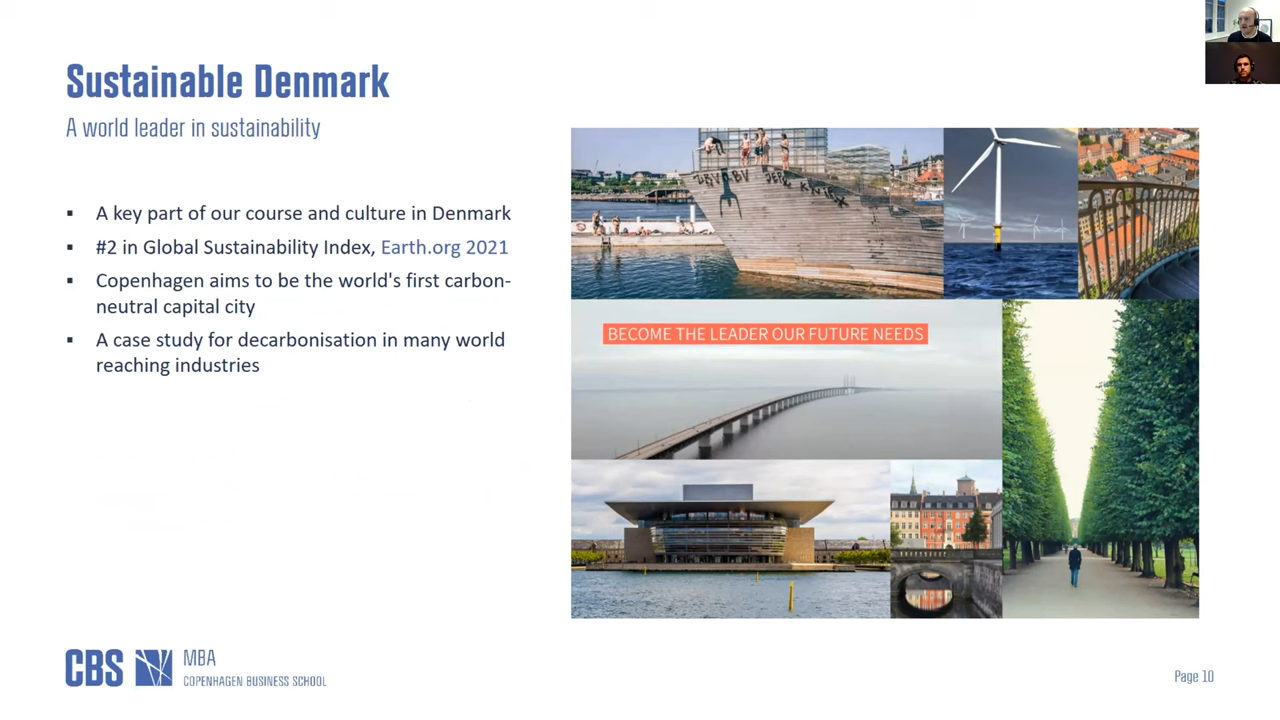 Sustainable Denmark
A world leader in sustainability
▪ A key part of our course and culture in Denmark
▪ #2 in Global Sustainability Index, Earth.org 2021
▪ Copenhagen aims to be the world's first carbon-
neutral capital city
▪ A case study for decarbonisation in many world
reaching industries
BECOME THE LEADER OUR FUTURE NEEDS
CBS
MBA
COPENHAGEN BUSINESS SCHOOL
Page 10